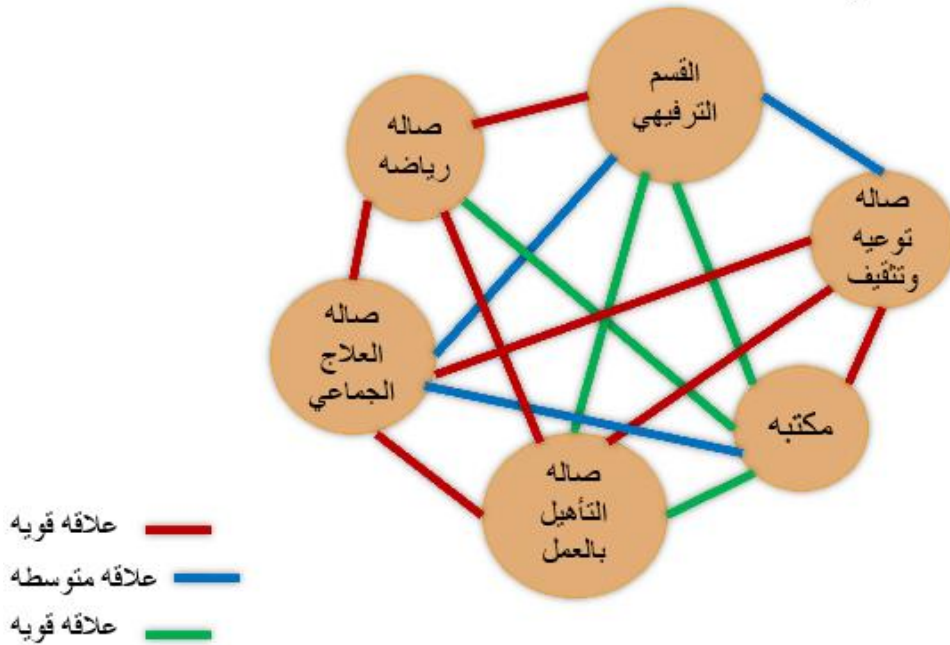 القسم
الترفيهي
صاله
رياضه
صاله
توعيه
وتثقيف
صاله
العلاج
الجماعي
مكتبه
صاله
التأهيل
بالعمل
علاقه قويه
علاقه متوسطه
علاقه قويه